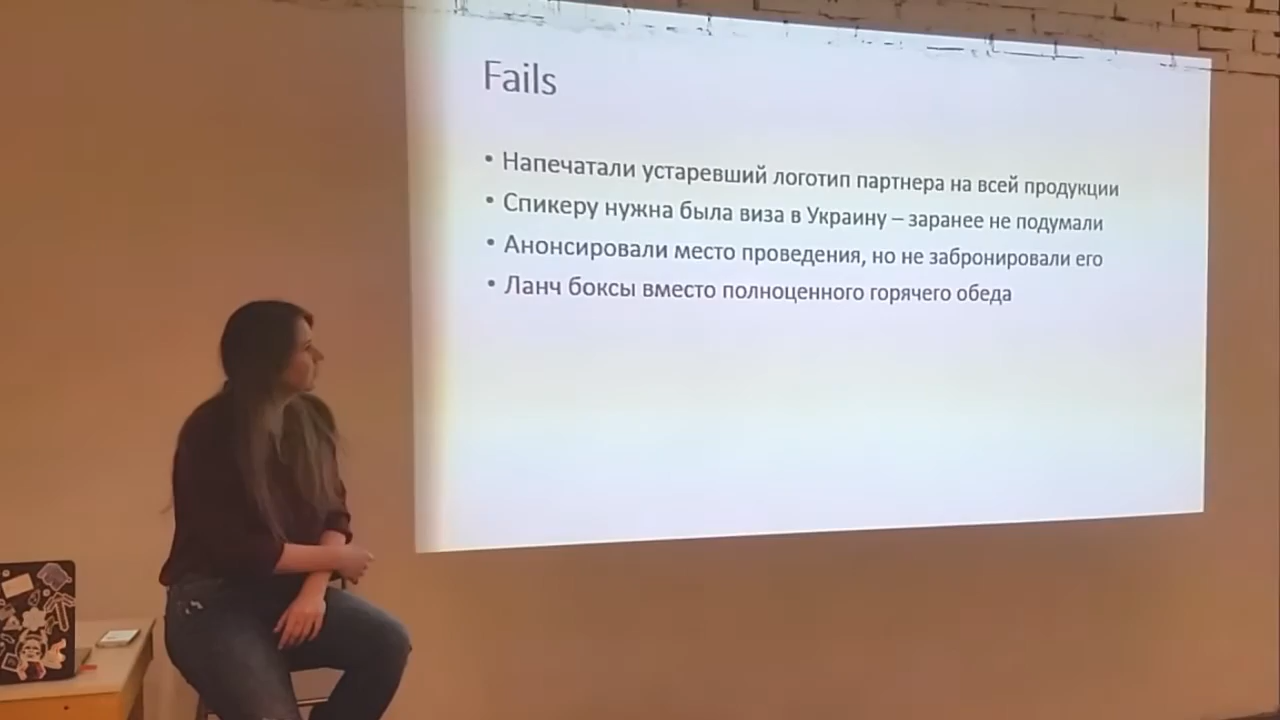 Fails
• Напечатали устаревший логотип партнера на всей продукции
• Спикеру нужна была виза в Украину – заранее не подумали
• Анонсировали место проведения, но не забронировали его
• Ланч боксы вместо полноценного горячего обеда